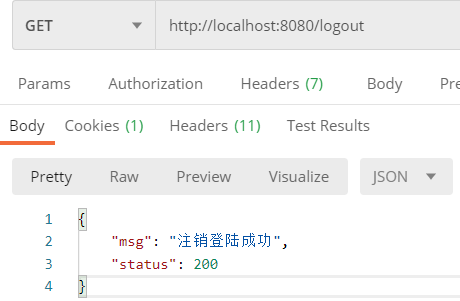 GET http://localhost:8080/logout
Params Authorization Headers (7) Body Pre
Body Cookies (1) Headers (11) Test Results
Pretty Raw Preview Visualize JSON
1 {
2 "msg": "注销登陆成功",
3 "status": 200
4 }